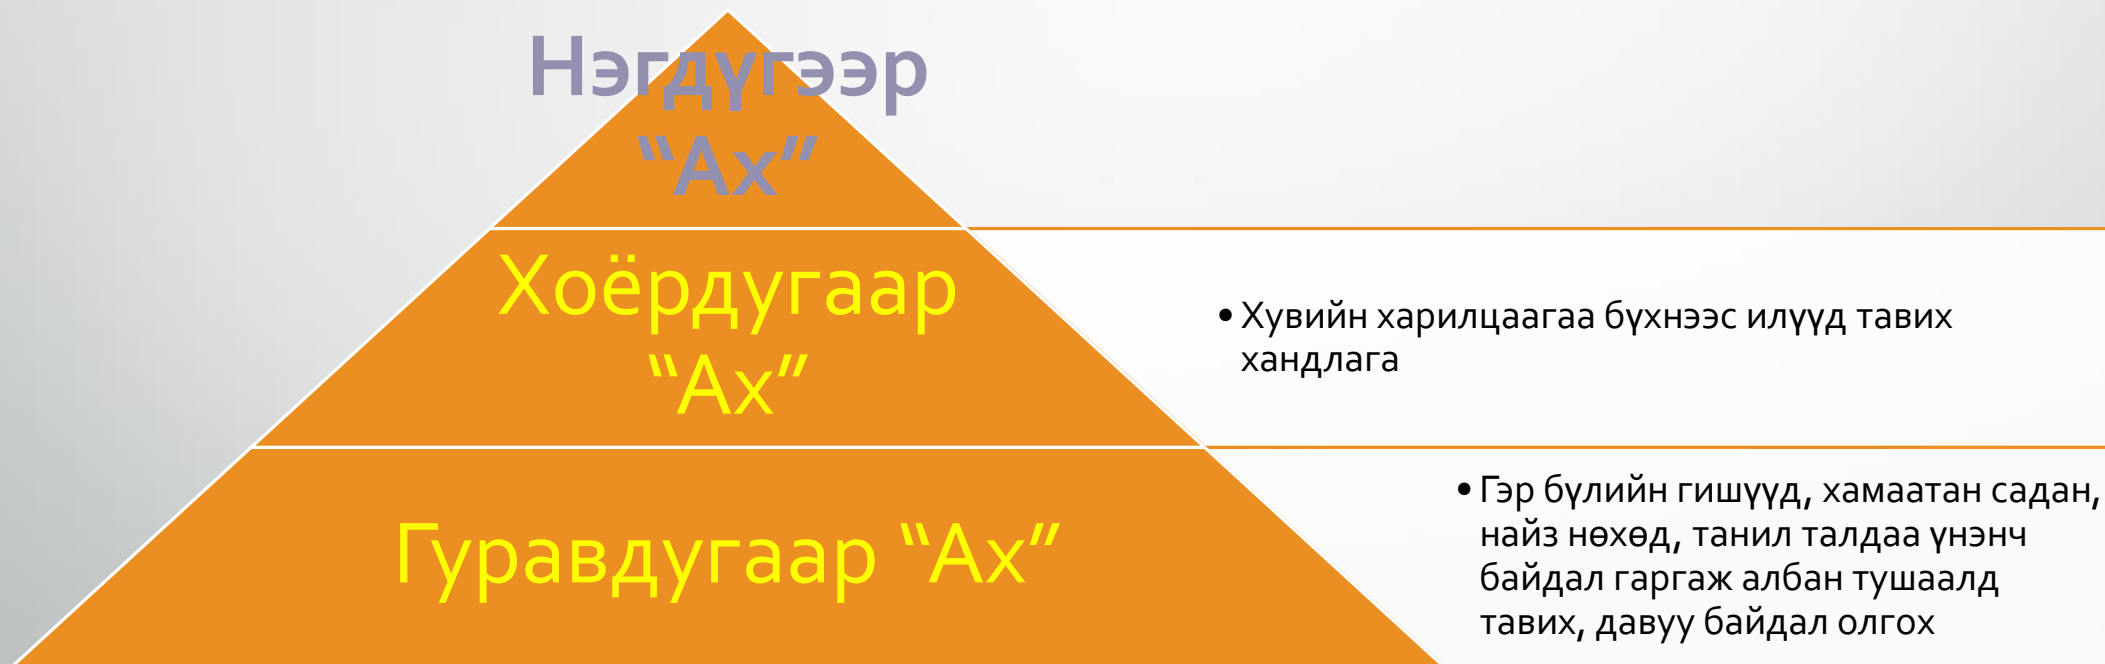 Нэгдүгээр
“Ах”
Хоёрдугаар
“Ах”
• Хувийн харилцаагаа бүхнээс илүүд тавих
хандлага
Гуравдугаар “Ах”
• Гэр бүлийн гишүүд, хамаатан садан,
найз нөхөд, танил талдаа үнэнч
байдал гаргаж албан тушаалд
тавих, давуу байдал олгох